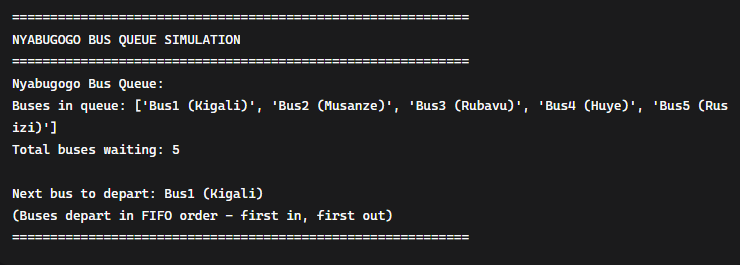 ============================================================
NYABUGOGO BUS QUEUE SIMULATION
============================================================
Nyabugogo Bus Queue:
Buses in queue: ['Bus1 (Kigali)', 'Bus2 (Musanze)', 'Bus3 (Rubavu)', 'Bus4 (Huye)', 'Bus5 (Rus
izi)']
Total buses waiting: 5
Next bus to depart: Bus1 (Kigali)
(Buses depart in FIFO order – first in, first out)
============================================================